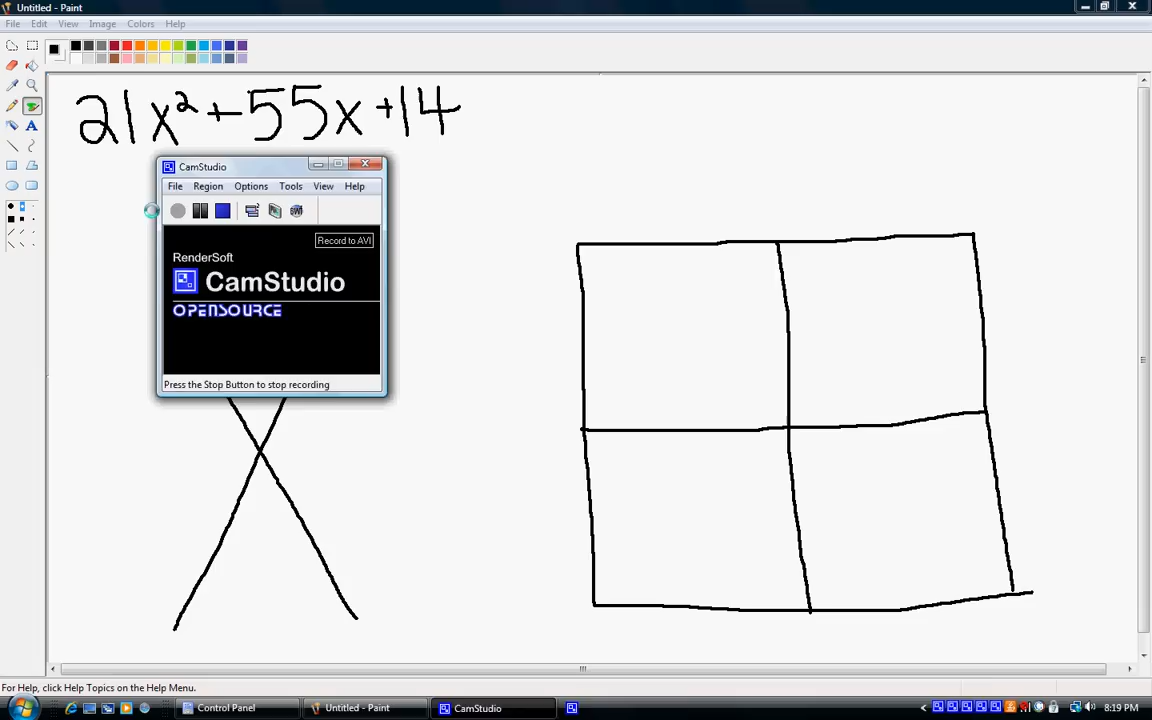 Untitled - Paint
File Edit View Image Colors Help
21x² + 55x + 14
CamStudio
File Region Options Tools View Help
Record to AVI
RenderSoft
CamStudio
OPENSOURCE
Press the Stop Button to stop recording
For Help, click Help Topics on the Help Menu.
Control Panel Untitled - Paint CamStudio 8:19 PM